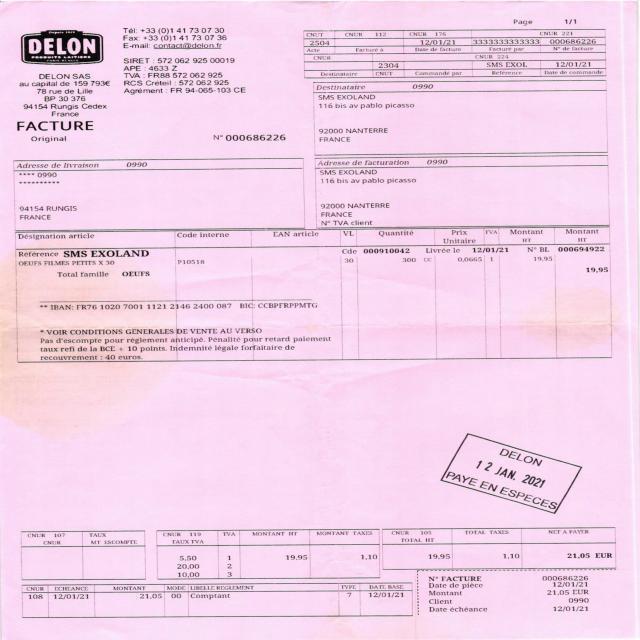 Page 1/1
Depuis 1929
DELON
PRODUITS LAITIERS
Tél: +33 (0)1 41 73 07 30
Fax: +33 (0)1 41 73 07 36
E-mail: contact@delon.fr
SIRET : 572 062 925 00019
APE : 4633 Z
TVA : FR88 572 062 925
RCS Créteil : 572 062 925
Agrément : FR 94-065-103 CE
DELON SAS
au capital de 159 793€
78 rue de Lille
BP 30 376
94154 Rungis Cedex
France
FACTURE
Original
N° 000686226
CNUT CNUR 112 CNUR 176 CNUR 221
2504 12/01/21 33333333333333 000686226
Acte Facturé à Date de facture Facturé par N° de facture
CNUR CNUR 224
2304 SMS EXOL 12/01/21
Destinataire CNUT Commandé par Référence Date de commande
Destinataire 0990
SMS EXOLAND
116 bis av pablo picasso
92000 NANTERRE
FRANCE
Adresse de livraison 0990
**** 0990
**********
94154 RUNGIS
FRANCE
Adresse de facturation 0990
SMS EXOLAND
116 bis av pablo picasso
92000 NANTERRE
FRANCE
N° TVA client
Désignation article Code interne EAN article VL Quantité Prix Unitaire TVA Montant HT Montant HT
Référence SMS EXOLAND Cde 000910042 Livrée le 12/01/21 N° BL 000694922
OEUFS FILMES PETITS X 30 P10518 30 300 CC 0,0665 1 19,95
19,95
Total famille OEUFS
** IBAN: FR76 1020 7001 1121 2146 2400 087 BIC: CCBPFRPPMTG
* VOIR CONDITIONS GENERALES DE VENTE AU VERSO
Pas d'escompte pour règlement anticipé. Pénalité pour retard paiement
taux refi de la BCE + 10 points. Indemnité légale forfaitaire de
recouvrement : 40 euros.
DELON
12 JAN. 2021
PAYE EN ESPECES
CNUR 107 TAUX
CNUR MT ESCOMPTE
CNUR 119 TVA MONTANT HT MONTANT TAXES
TAUX TVA
5,50 1 19,95 1,10
20,00 2
10,00 3
CNUR 105 TOTAL TAXES NET A PAYER
TOTAL HT
19,95 1,10 21,05 EUR
CNUR ECHEANCE MONTANT MODE LIBELLE REGLEMENT TYPE DATE BASE
108 12/01/21 21,05 00 Comptant 7 12/01/21
N° FACTURE 000686226
Date de pièce 12/01/21
Montant 21,05 EUR
Client 0990
Date échéance 12/01/21